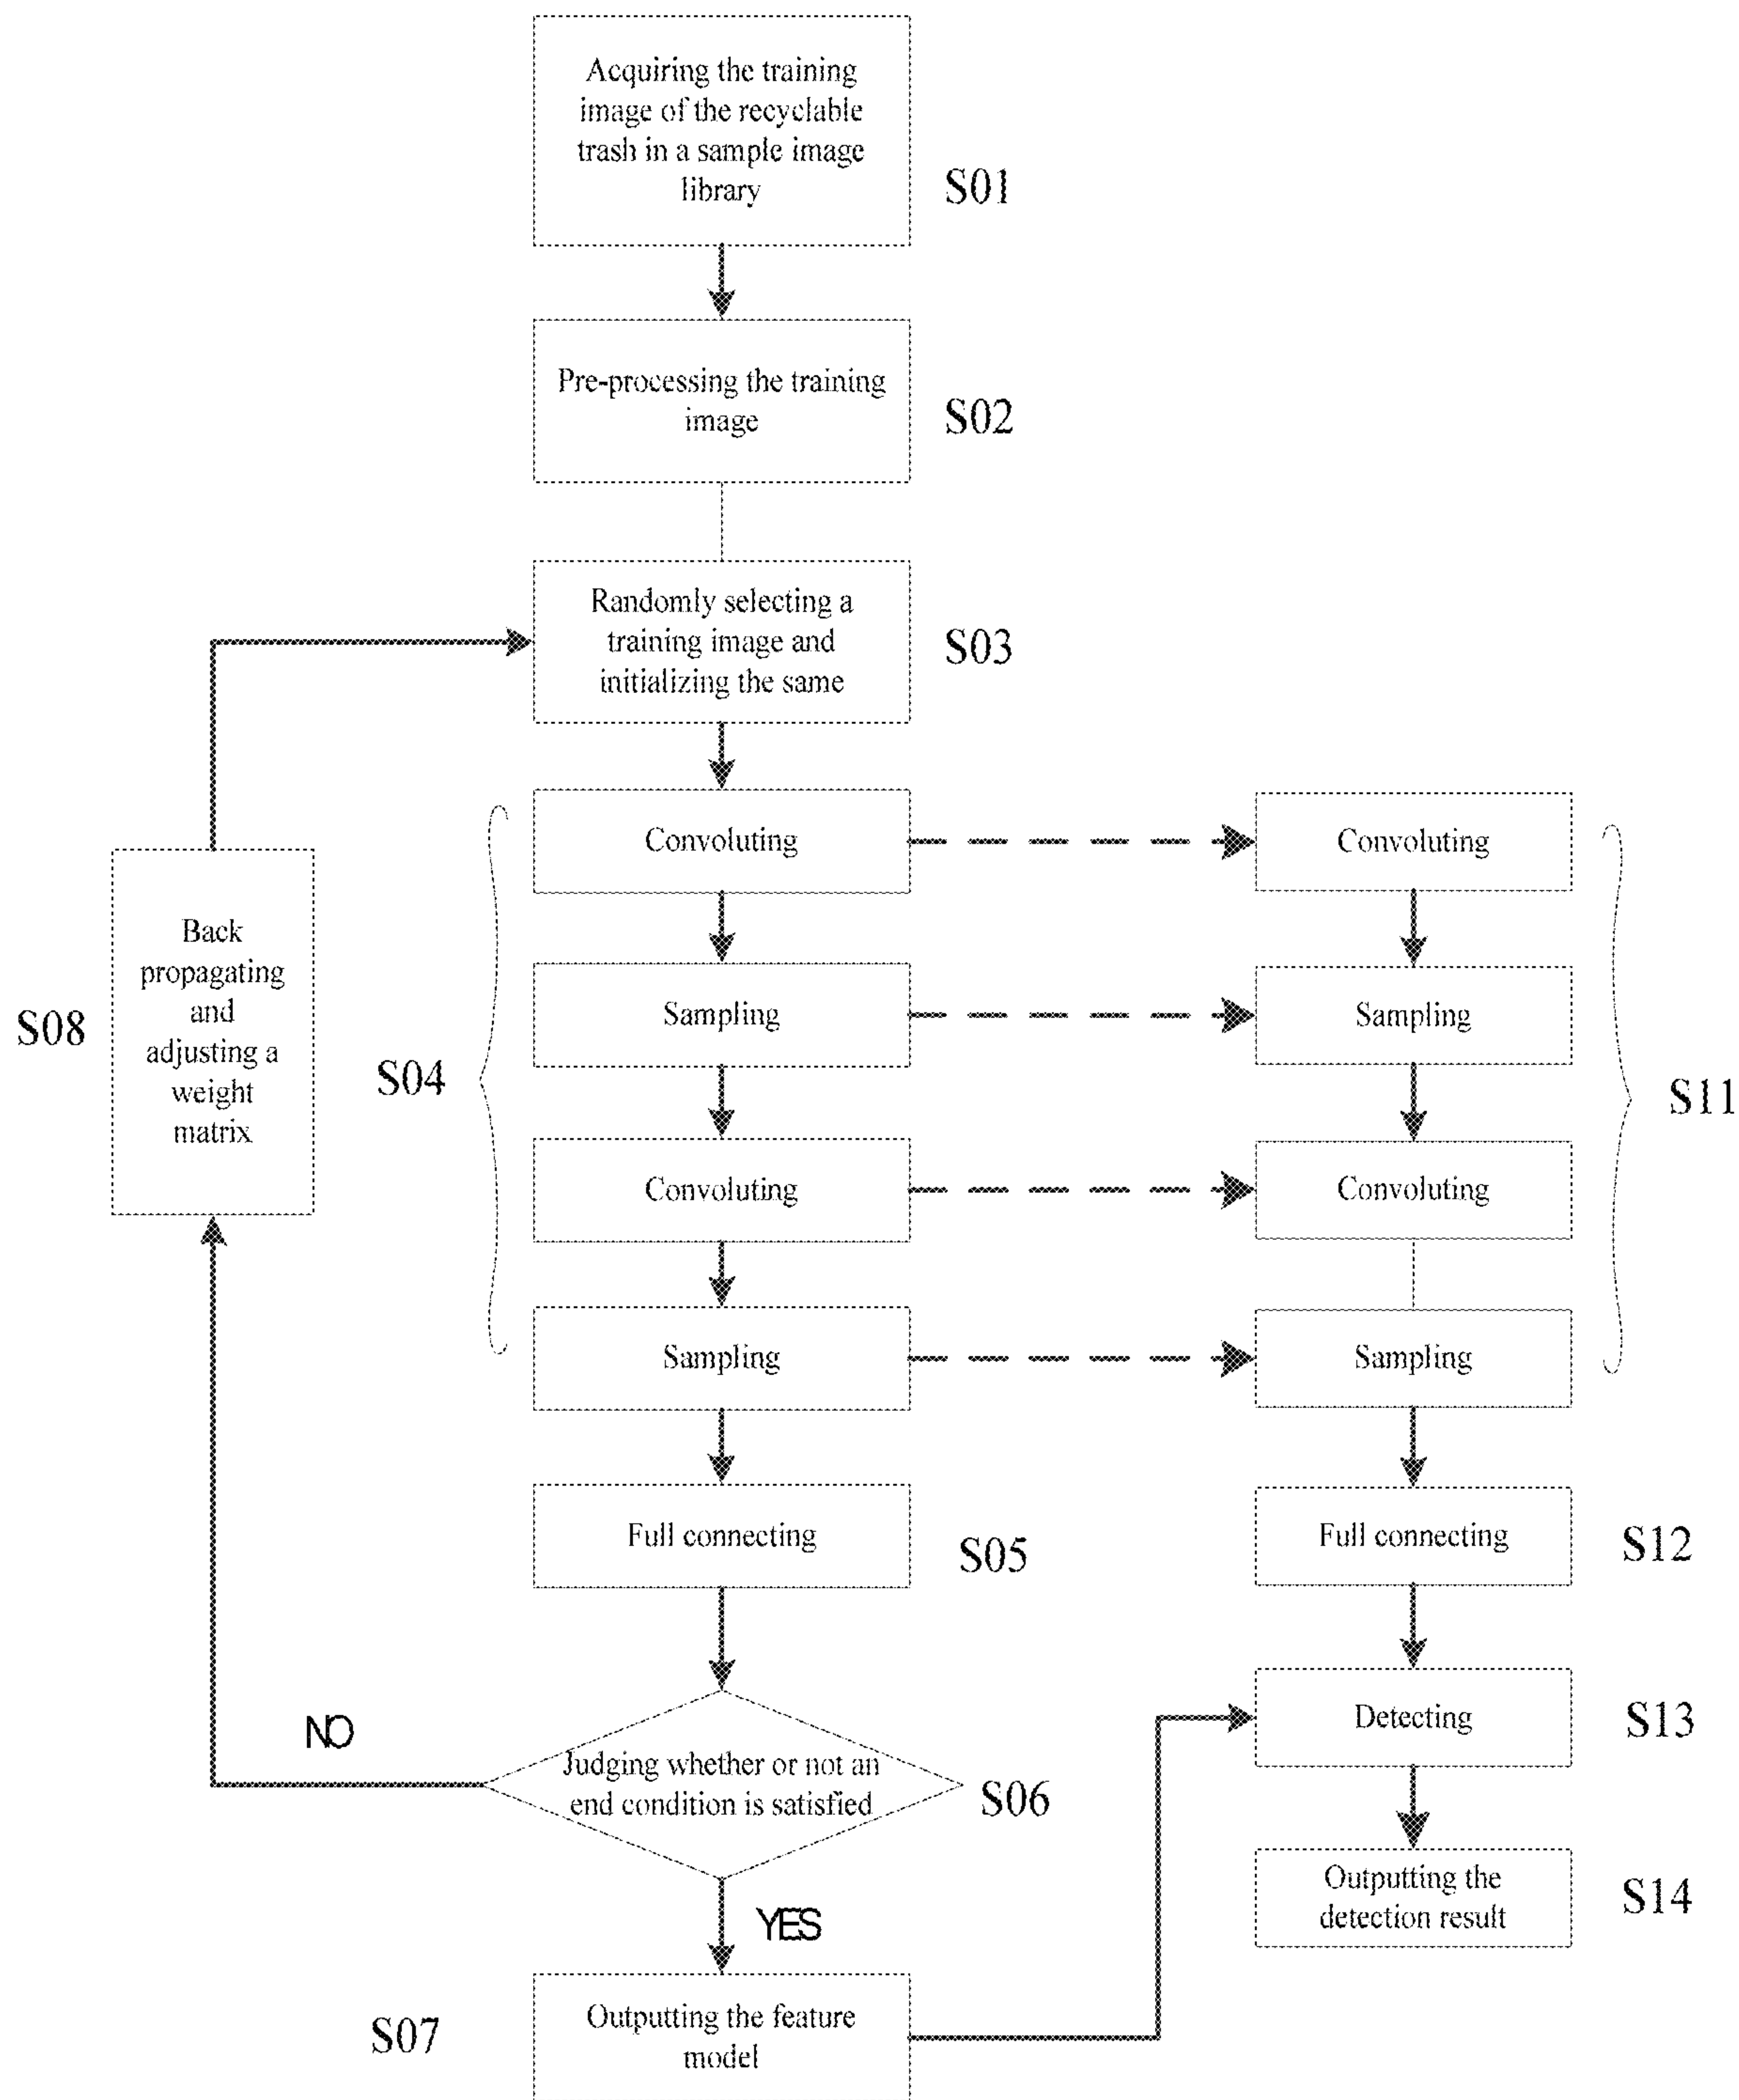 Acquiring the training
image of the recyclable
trash in a sample image
library
S01
Pre-processing the training
image
S02
Randomly selecting a
training image and
initializing the same
S03
Back
propagating
and
adjusting a
weight
matrix
S08
S04
Convoluting
Sampling
Convoluting
Sampling
Convoluting
Sampling
Convoluting
Sampling
S11
Full connecting
S05
Full connecting
S12
Judging whether or not an
end condition is satisfied
S06
NO
YES
Detecting
S13
Outputting the
detection result
S14
S07
Outputting the feature
model